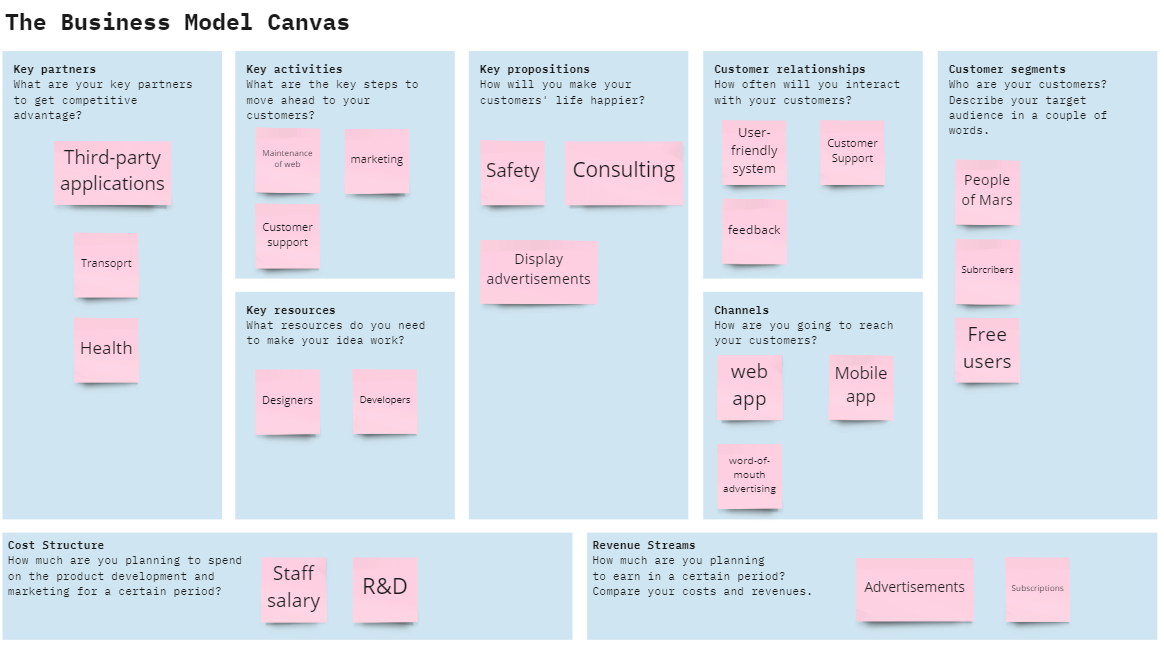 The Business Model Canvas
Key partners
What are your key partners
to get competitive
advantage?
Third-party
applications
Transoprt
Health
Key activities
What are the key steps to
move ahead to your
customers?
Maintenance
of web
marketing
Customer
support
Key resources
What resources do you need
to make your idea work?
Designers
Developers
Key propositions
How will you make your
customers' life happier?
Safety
Consulting
Display
advertisements
Customer relationships
How often will you interact
with your customers?
User-
friendly
system
Customer
Support
feedback
Channels
How are you going to reach
your customers?
web
app
Mobile
app
word-of-
mouth
advertising
Customer segments
Who are your customers?
Describe your target
audience in a couple of
words.
People
of Mars
Subrcribers
Free
users
Cost Structure
How much are you planning to spend
on the product development and
marketing for a certain period?
Staff
salary
R&D
Revenue Streams
How much are you planning
to earn in a certain period?
Compare your costs and revenues.
Advertisements
Subscriptions